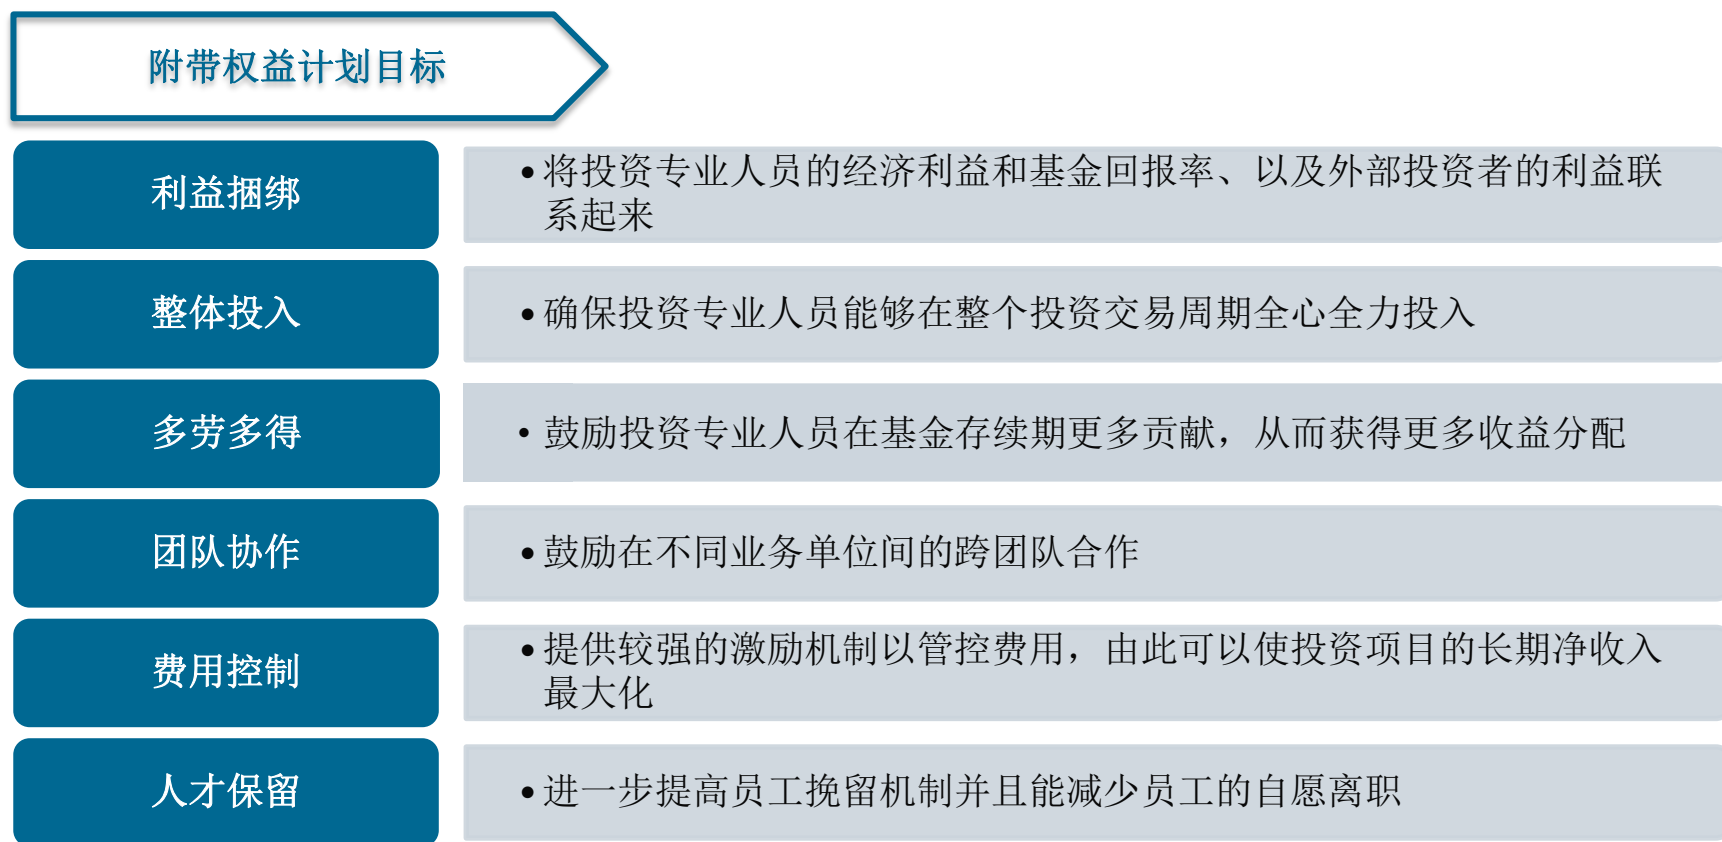 附带权益计划目标
利益捆绑
•将投资专业人员的经济利益和基金回报率、以及外部投资者的利益联
系起来
整体投入
•确保投资专业人员能够在整个投资交易周期全心全力投入
多劳多得
• 鼓励投资专业人员在基金存续期更多贡献，从而获得更多收益分配
团队协作
•鼓励在不同业务单位间的跨团队合作
费用控制
•提供较强的激励机制以管控费用，由此可以使投资项目的长期净收入
最大化
人才保留
•进一步提高员工挽留机制并且能减少员工的自愿离职